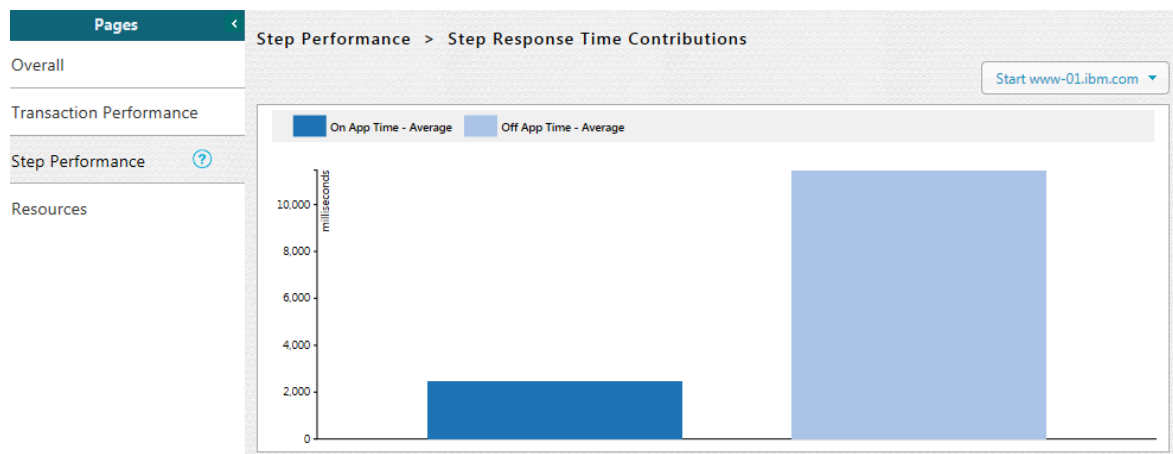 Pages
Overall
Transaction Performance
Step Performance ?
Resources
Step Performance > Step Response Time Contributions
Start www-01.ibm.com
On App Time - Average Off App Time - Average
milliseconds
10,000
8,000
6,000
4,000
2,000
0